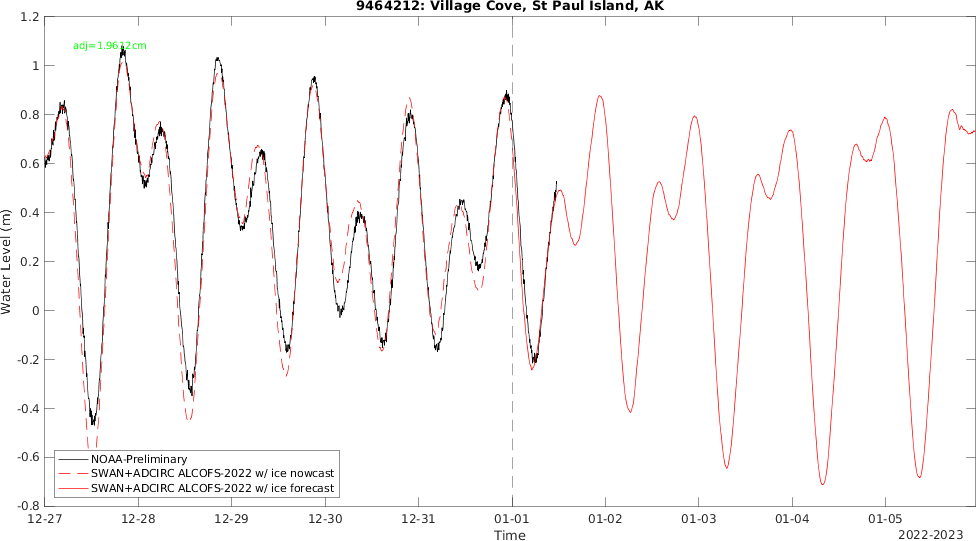 9464212: Village Cove, St Paul Island, AK
adj=1.9612cm
Water Level (m)
1.2
1
0.8
0.6
0.4
0.2
0
-0.2
-0.4
-0.6
-0.8
NOAA-Preliminary
SWAN+ADCIRC ALCOFS-2022 w/ ice nowcast
SWAN+ADCIRC ALCOFS-2022 w/ ice forecast
12-27 12-28 12-29 12-30 12-31 01-01 01-02 01-03 01-04 01-05
Time
2022-2023